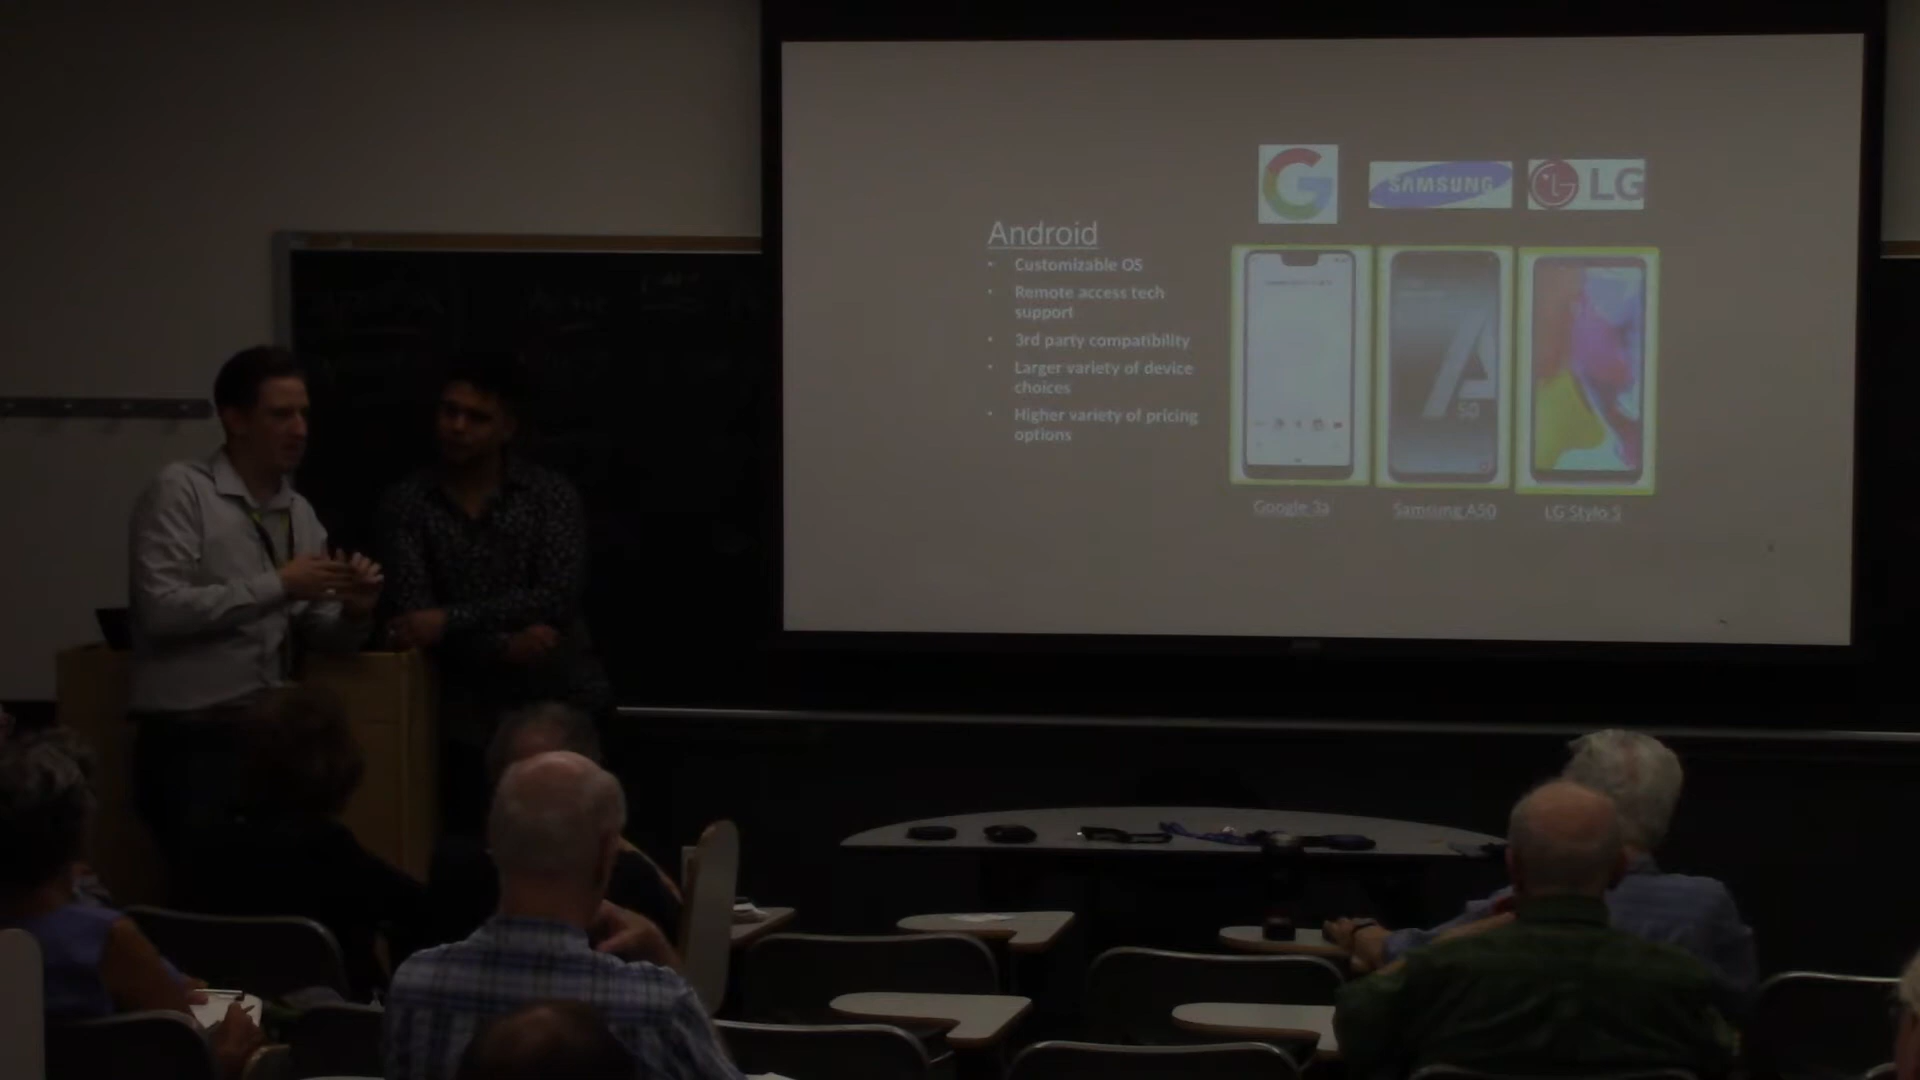 SAMSUNG
LG
Android
• Customizable OS
• Remote access tech
support
• 3rd party compatibility
• Larger variety of device
choices
• Higher variety of pricing
options
A
50
Google 3a
Samsung A50
LG Stylo 5